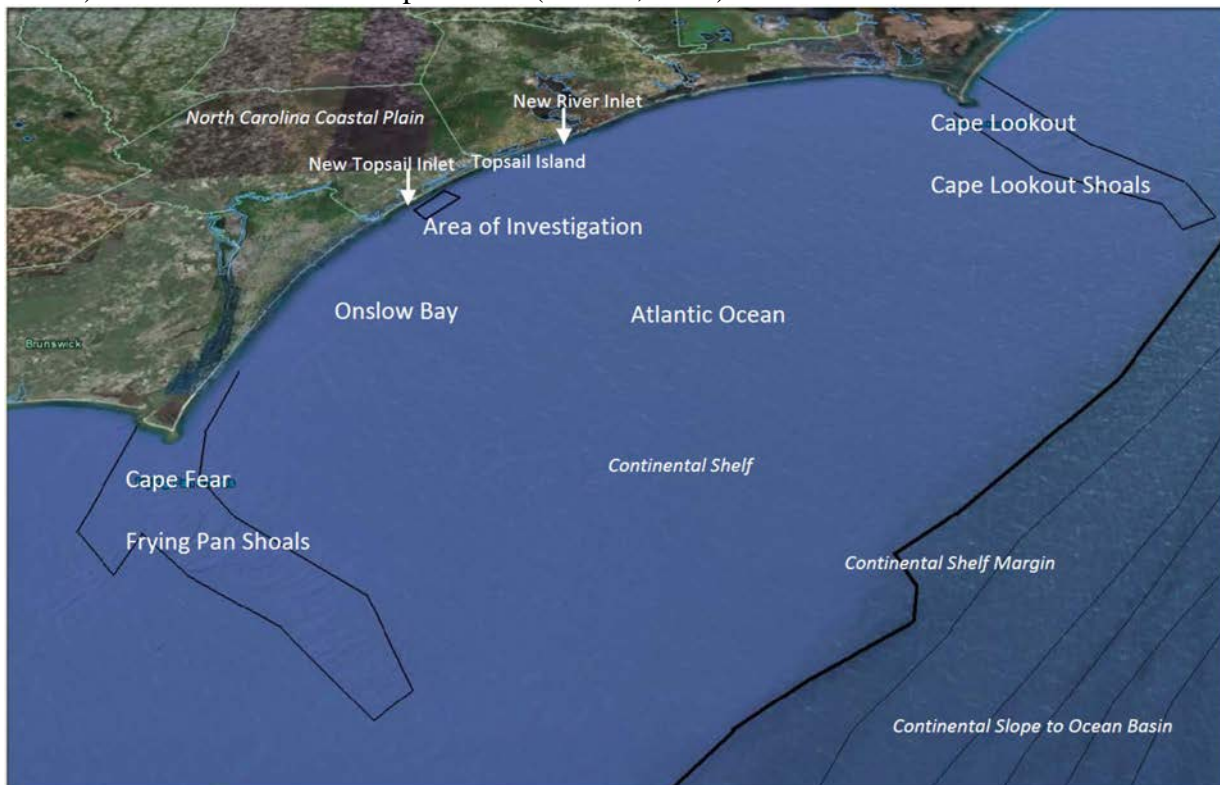 New River Inlet
North Carolina Coastal Plain
Cape Lookout
New Topsail Inlet
Topsail Island
Cape Lookout Shoals
Area of Investigation
Onslow Bay
Atlantic Ocean
Brunswick
Continental Shelf
Cape Fear
Frying Pan Shoals
Continental Shelf Margin
Continental Slope to Ocean Basin